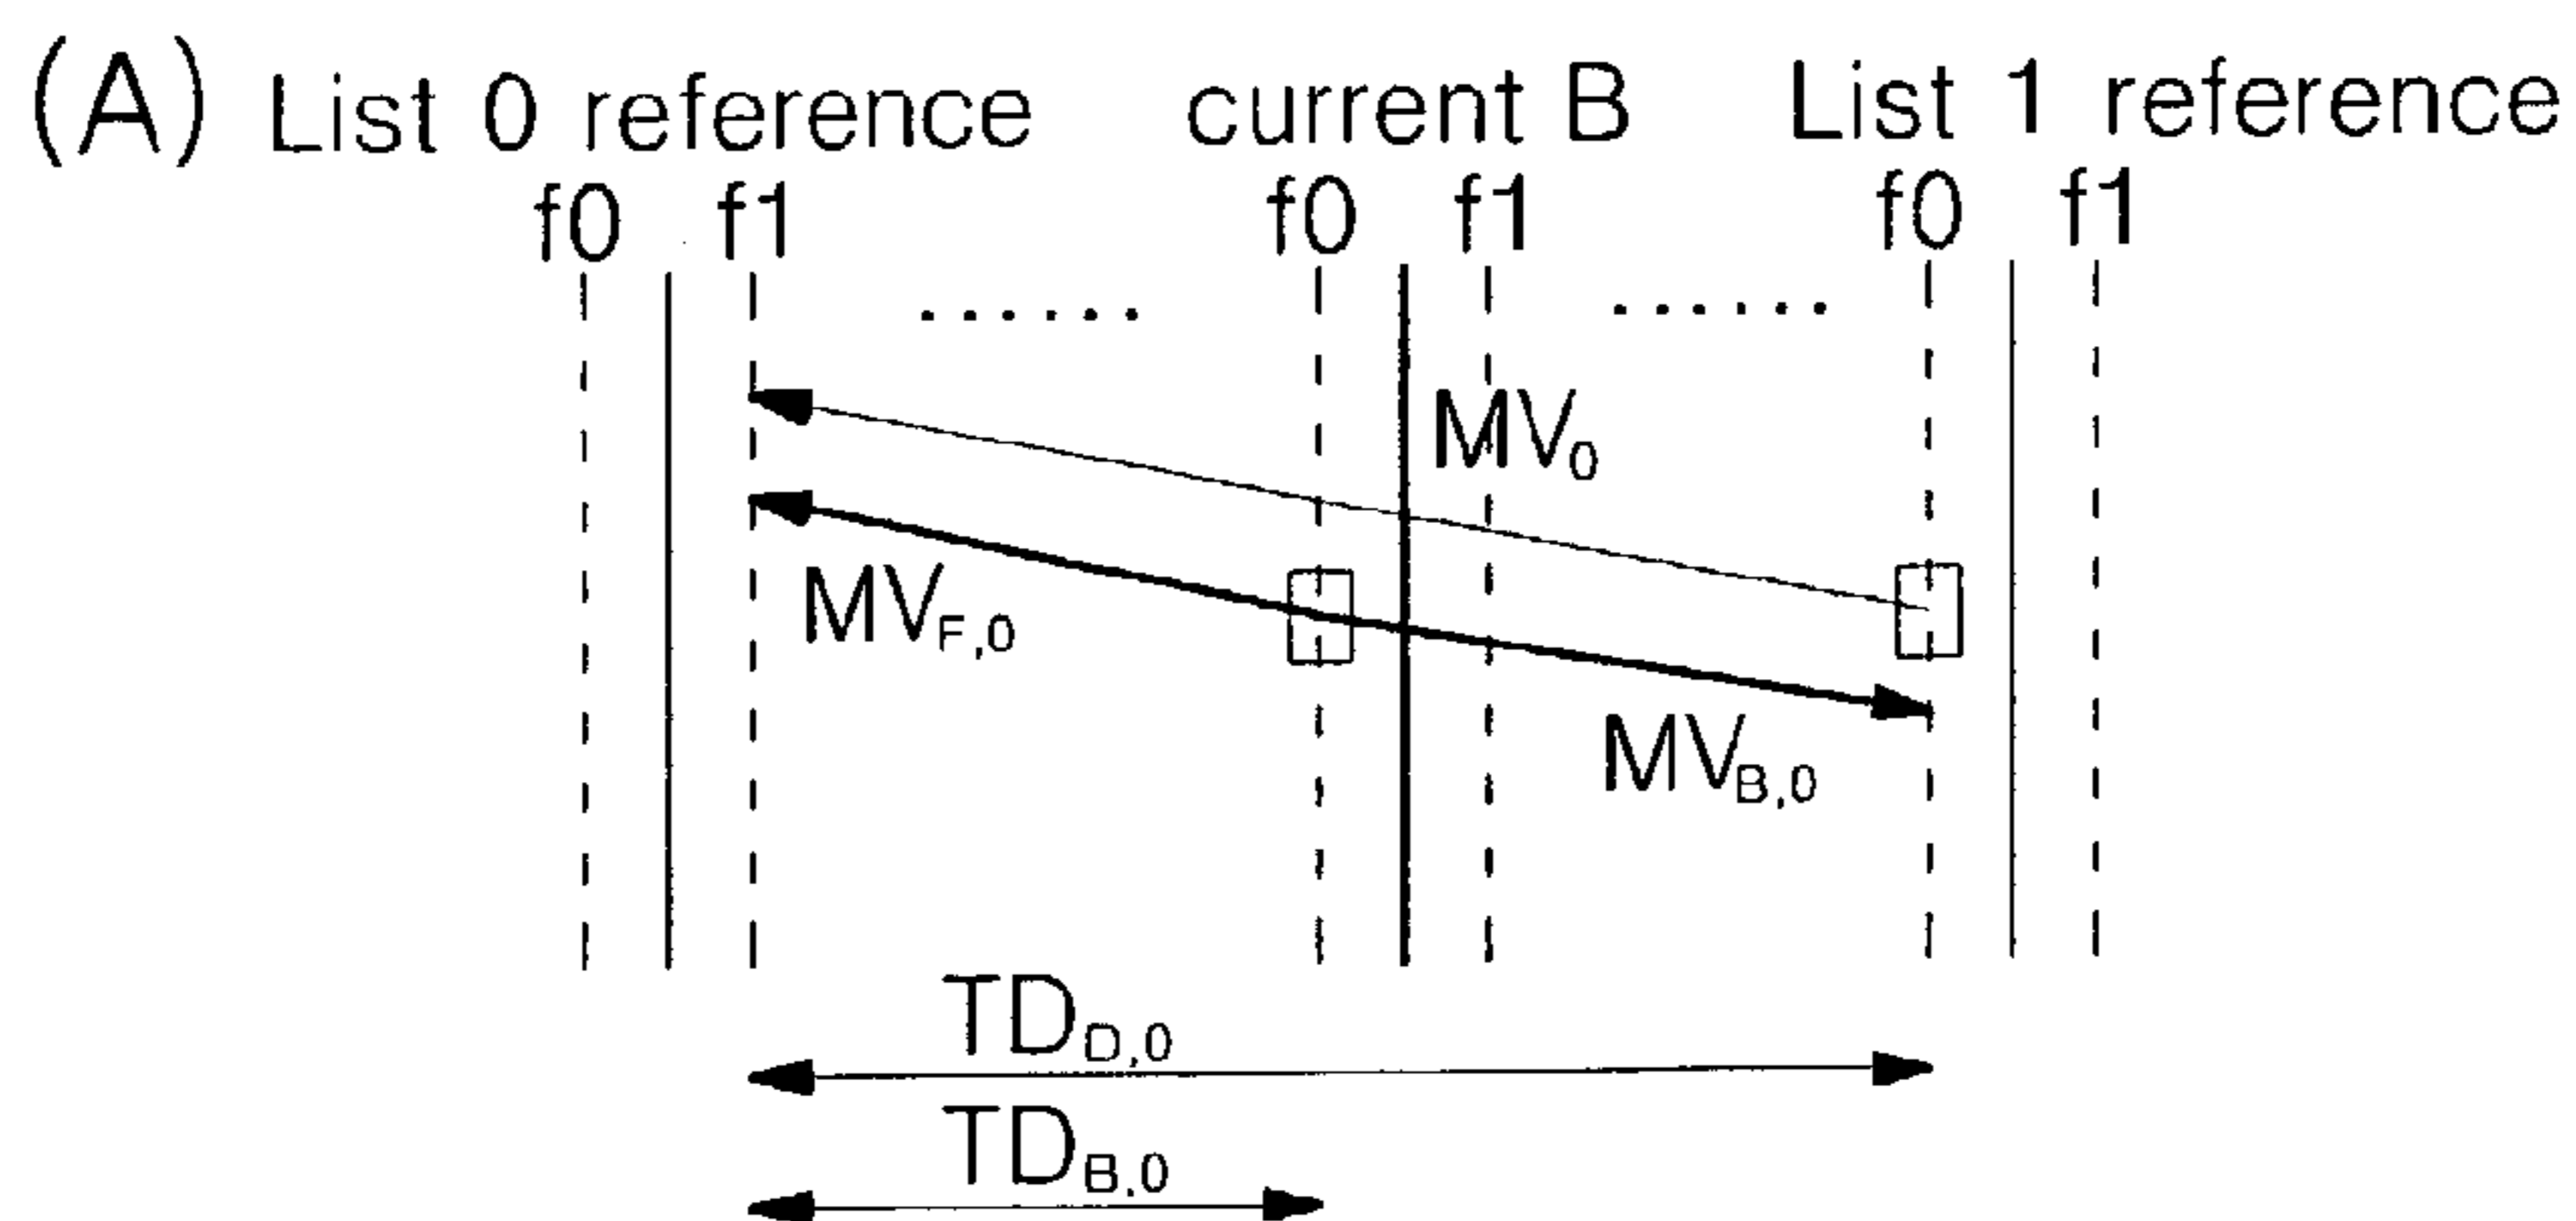 (A) List 0 reference current B List 1 reference
f0 f1 f0 f1 f0 f1
......
......
MV0
MVF,0
MVB,0
TDD,0
TDB,0